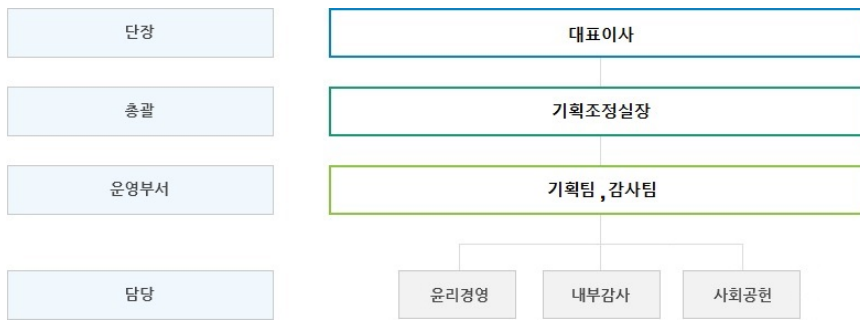 단장
대표이사
총괄
기획조정실장
운영부서
기획팀 , 감사팀
담당
윤리경영
내부감사
사회공헌